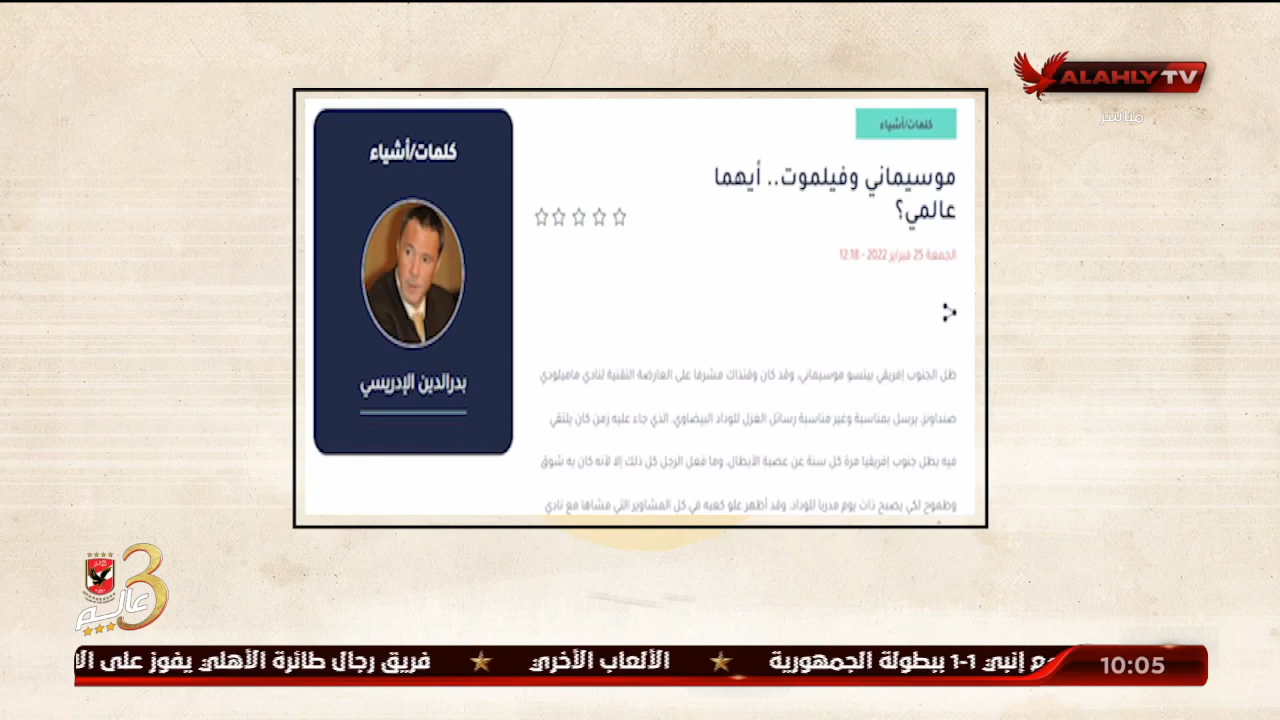 ALAHLY TV
مباشر
كلمات/أشياء
موسيماني وفيلموت.. أيهما
عالمي؟
الجمعة 25 فبراير 2022 - 12:18
كلمات/أشياء
بدرالدين الإدريسي
ظل الجنوب إفريقي بيتسو موسيماني، وقد كان وقتذاك مشرفا على العارضة التقنية لنادي ماميلودي
صنداونز، يرسل بمناسبة وغير مناسبة رسائل الغزل للوداد البيضاوي، الذي جاء عليه زمن كان يلتقي
فيه بطل جنوب إفريقيا مرة كل سنة عن عصبة الأبطال، وما فعل الرجل كل ذلك إلا لأنه كان به شوق
وطموح لكي يصبح ذات يوم مدربا للوداد، وقد أظهر علو كعبه في كل المشاوير التي مشاها مع نادي
3
عالم
مع إنبي 1-1 ببطولة الجمهورية ★ الألعاب الأخري ★ فريق رجال طائرة الأهلي يفوز على
10:05